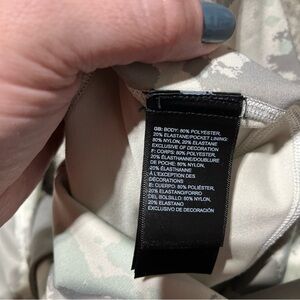 GB: BODY: 80% POLYESTER,
20% ELASTANE/POCKET LINING:
80% NYLON, 20% ELASTANE
EXCLUSIVE OF DECORATION
F: CORPS: 80% POLYESTER,
20% ÉLASTHANNE/DOUBLURE
DE POCHE: 80% NYLON,
20% ÉLASTHANNE
À L'EXCEPTION DES
DÉCORATIONS
E: CUERPO: 80% POLIÉSTER,
20% ELASTANO/FORRO
DEL BOLSILLO: 80% NYLON,
20% ELASTANO
EXCLUSIVO DE DECORACIÓN